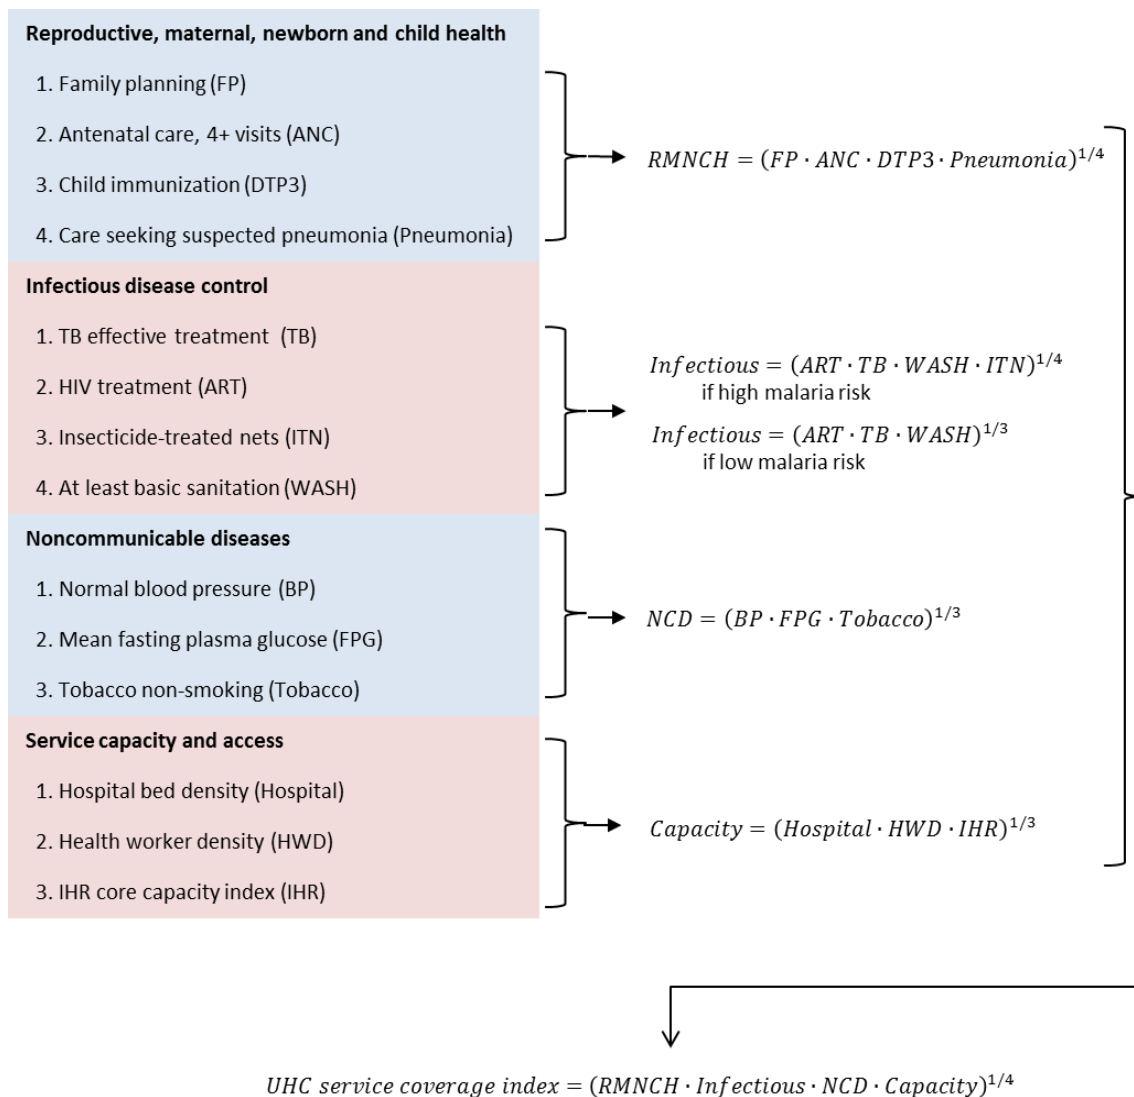 Reproductive, maternal, newborn and child health
1. Family planning (FP)
2. Antenatal care, 4+ visits (ANC)
3. Child immunization (DTP3)
4. Care seeking suspected pneumonia (Pneumonia)
RMNCH = (FP · ANC · DTP3 · Pneumonia)^{1/4}
Infectious disease control
1. TB effective treatment (TB)
2. HIV treatment (ART)
3. Insecticide-treated nets (ITN)
4. At least basic sanitation (WASH)
Infectious = (ART · TB · WASH · ITN)^{1/4}
if high malaria risk
Infectious = (ART · TB · WASH)^{1/3}
if low malaria risk
Noncommunicable diseases
1. Normal blood pressure (BP)
2. Mean fasting plasma glucose (FPG)
3. Tobacco non-smoking (Tobacco)
NCD = (BP · FPG · Tobacco)^{1/3}
Service capacity and access
1. Hospital bed density (Hospital)
2. Health worker density (HWD)
3. IHR core capacity index (IHR)
Capacity = (Hospital · HWD · IHR)^{1/3}
UHC service coverage index = (RMNCH · Infectious · NCD · Capacity)^{1/4}